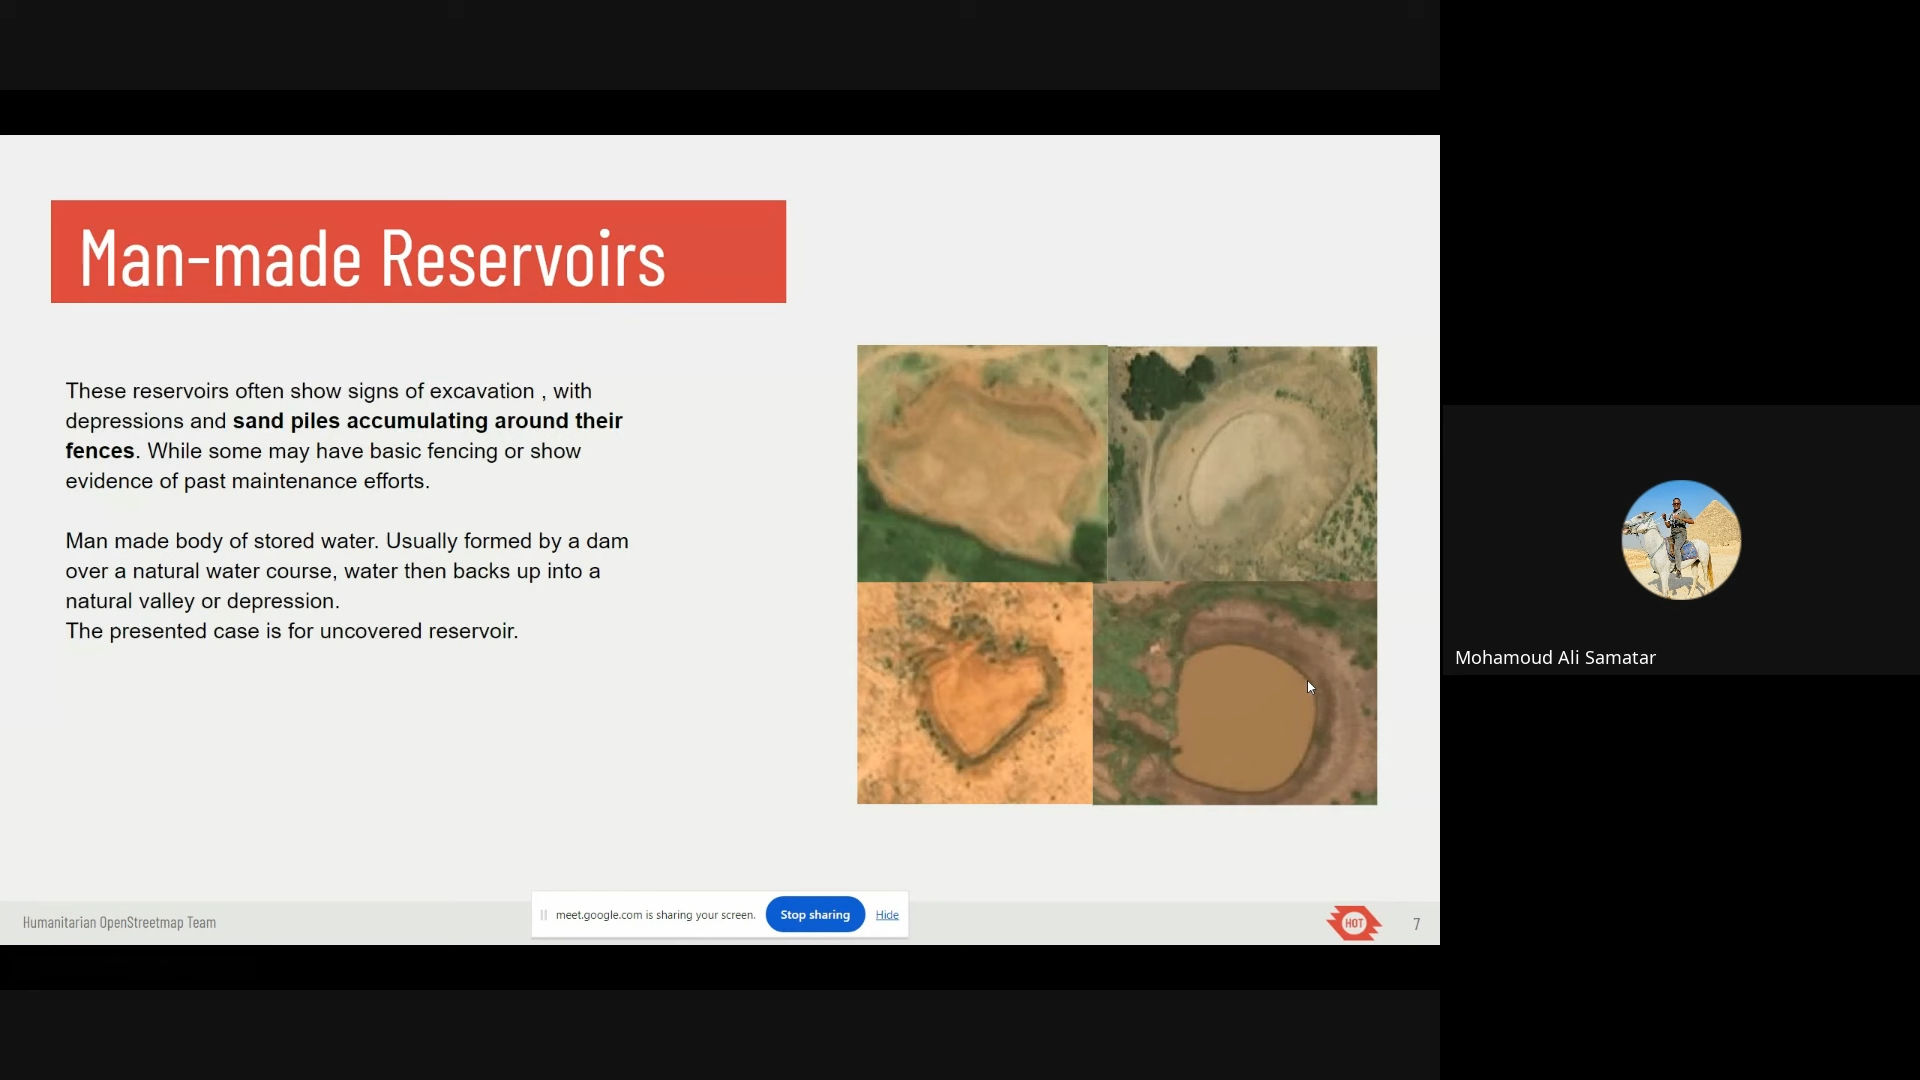 Man-made Reservoirs
These reservoirs often show signs of excavation , with
depressions and sand piles accumulating around their
fences. While some may have basic fencing or show
evidence of past maintenance efforts.
Man made body of stored water. Usually formed by a dam
over a natural water course, water then backs up into a
natural valley or depression.
The presented case is for uncovered reservoir.
Mohamoud Ali Samatar
Humanitarian OpenStreetmap Team
meet.google.com is sharing your screen.
Stop sharing
Hide
HOT
7